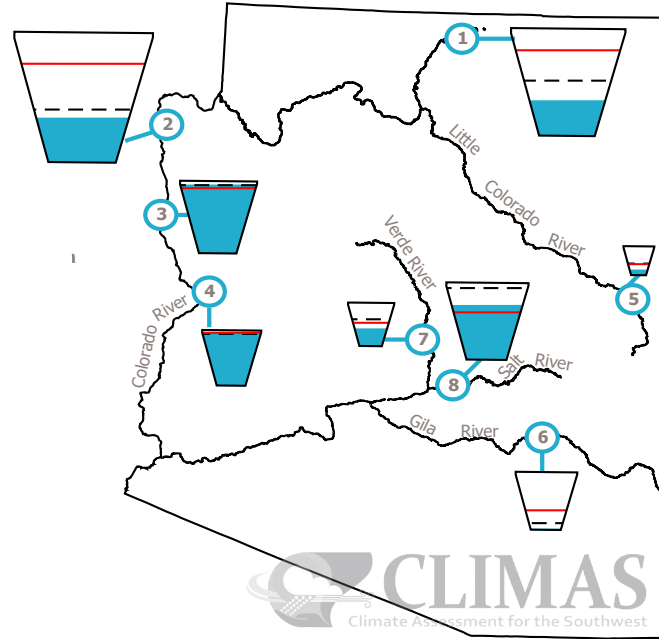 1
2
Little
Colorado
River
3
n
Verde River
4
5
Colorado River
7
8
Salt
River
Gila
River
6
CLIMAS
Climate Assessment for the Southwest